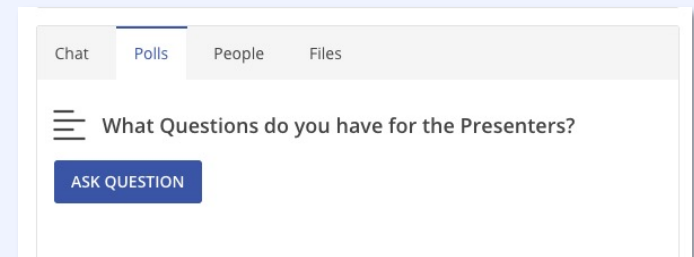 Chat Polls People Files
What Questions do you have for the Presenters?
ASK QUESTION